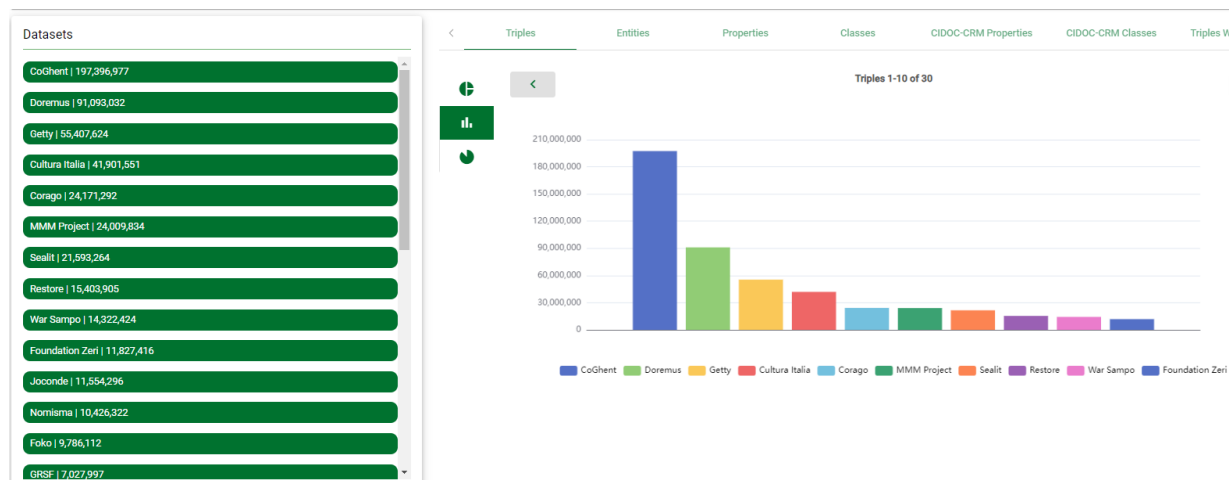 Datasets
CoGhent | 197,396,977
Doremus | 91,093,032
Getty | 55,407,624
Cultura Italia | 41,901,551
Corago | 24,171,292
MMM Project | 24,009,834
Sealit | 21,593,264
Restore | 15,403,905
War Sampo | 14,322,424
Foundation Zeri | 11,827,416
Joconde | 11,554,296
Nomisma | 10,426,322
Foko | 9,786,112
GRSF | 7,027,997
Triples Entities Properties Classes CIDOC-CRM Properties CIDOC-CRM Classes Triples W
Triples 1-10 of 30
210,000,000
180,000,000
150,000,000
120,000,000
90,000,000
60,000,000
30,000,000
0
CoGhent Doremus Getty Cultura Italia Corago MMM Project Sealit Restore War Sampo Foundation Zeri